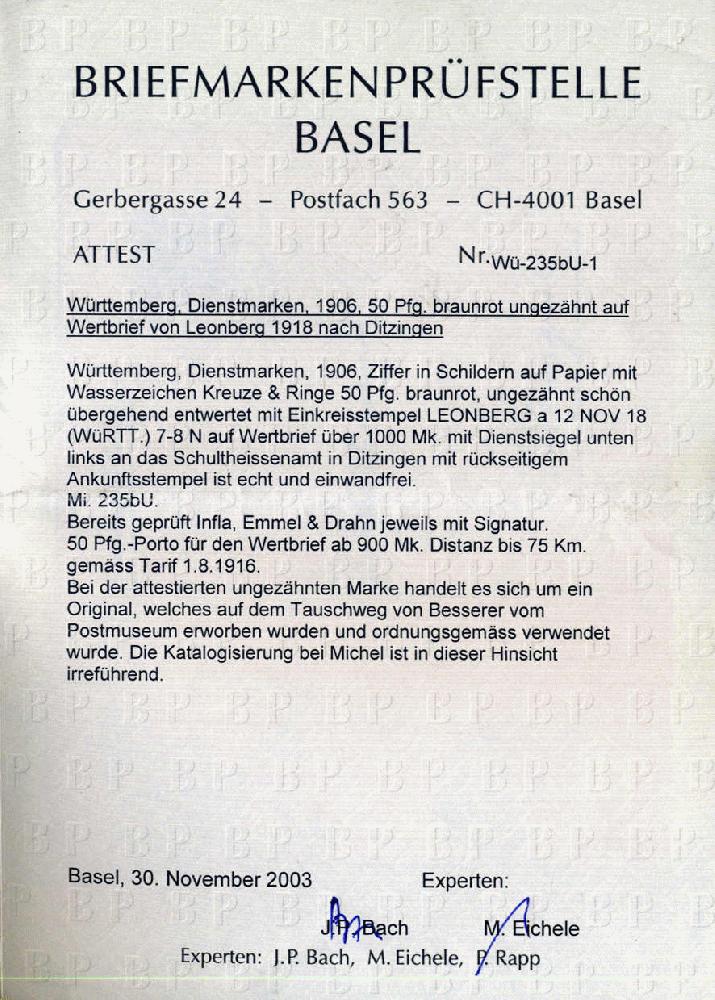 BRIEFMARKENPRÜFSTELLE
BASEL
Gerbergasse 24 – Postfach 563 – CH-4001 Basel
ATTEST Nr. Wü-235bU-1
Württemberg, Dienstmarken, 1906, 50 Pfg. braunrot ungezähnt auf
Wertbrief von Leonberg 1918 nach Ditzingen
Württemberg, Dienstmarken, 1906, Ziffer in Schildern auf Papier mit
Wasserzeichen Kreuze & Ringe 50 Pfg. braunrot, ungezähnt schön
übergehend entwertet mit Einkreisstempel LEONBERG a 12 NOV 18
(WüRTT.) 7-8 N auf Wertbrief über 1000 Mk. mit Dienstsiegel unten
links an das Schultheissenamt in Ditzingen mit rückseitigem
Ankunftsstempel ist echt und einwandfrei.
Mi. 235bU.
Bereits geprüft Infla, Emmel & Drahn jeweils mit Signatur.
50 Pfg.-Porto für den Wertbrief ab 900 Mk. Distanz bis 75 Km.
gemäss Tarif 1.8.1916.
Bei der attestierten ungezähnten Marke handelt es sich um ein
Original, welches auf dem Tauschweg von Besserer vom
Postmuseum erworben wurden und ordnungsgemäss verwendet
wurde. Die Katalogisierung bei Michel ist in dieser Hinsicht
irreführend.
Basel, 30. November 2003 Experten:
J.P. Bach M. Eichele
Experten: J.P. Bach, M. Eichele, P. Rapp